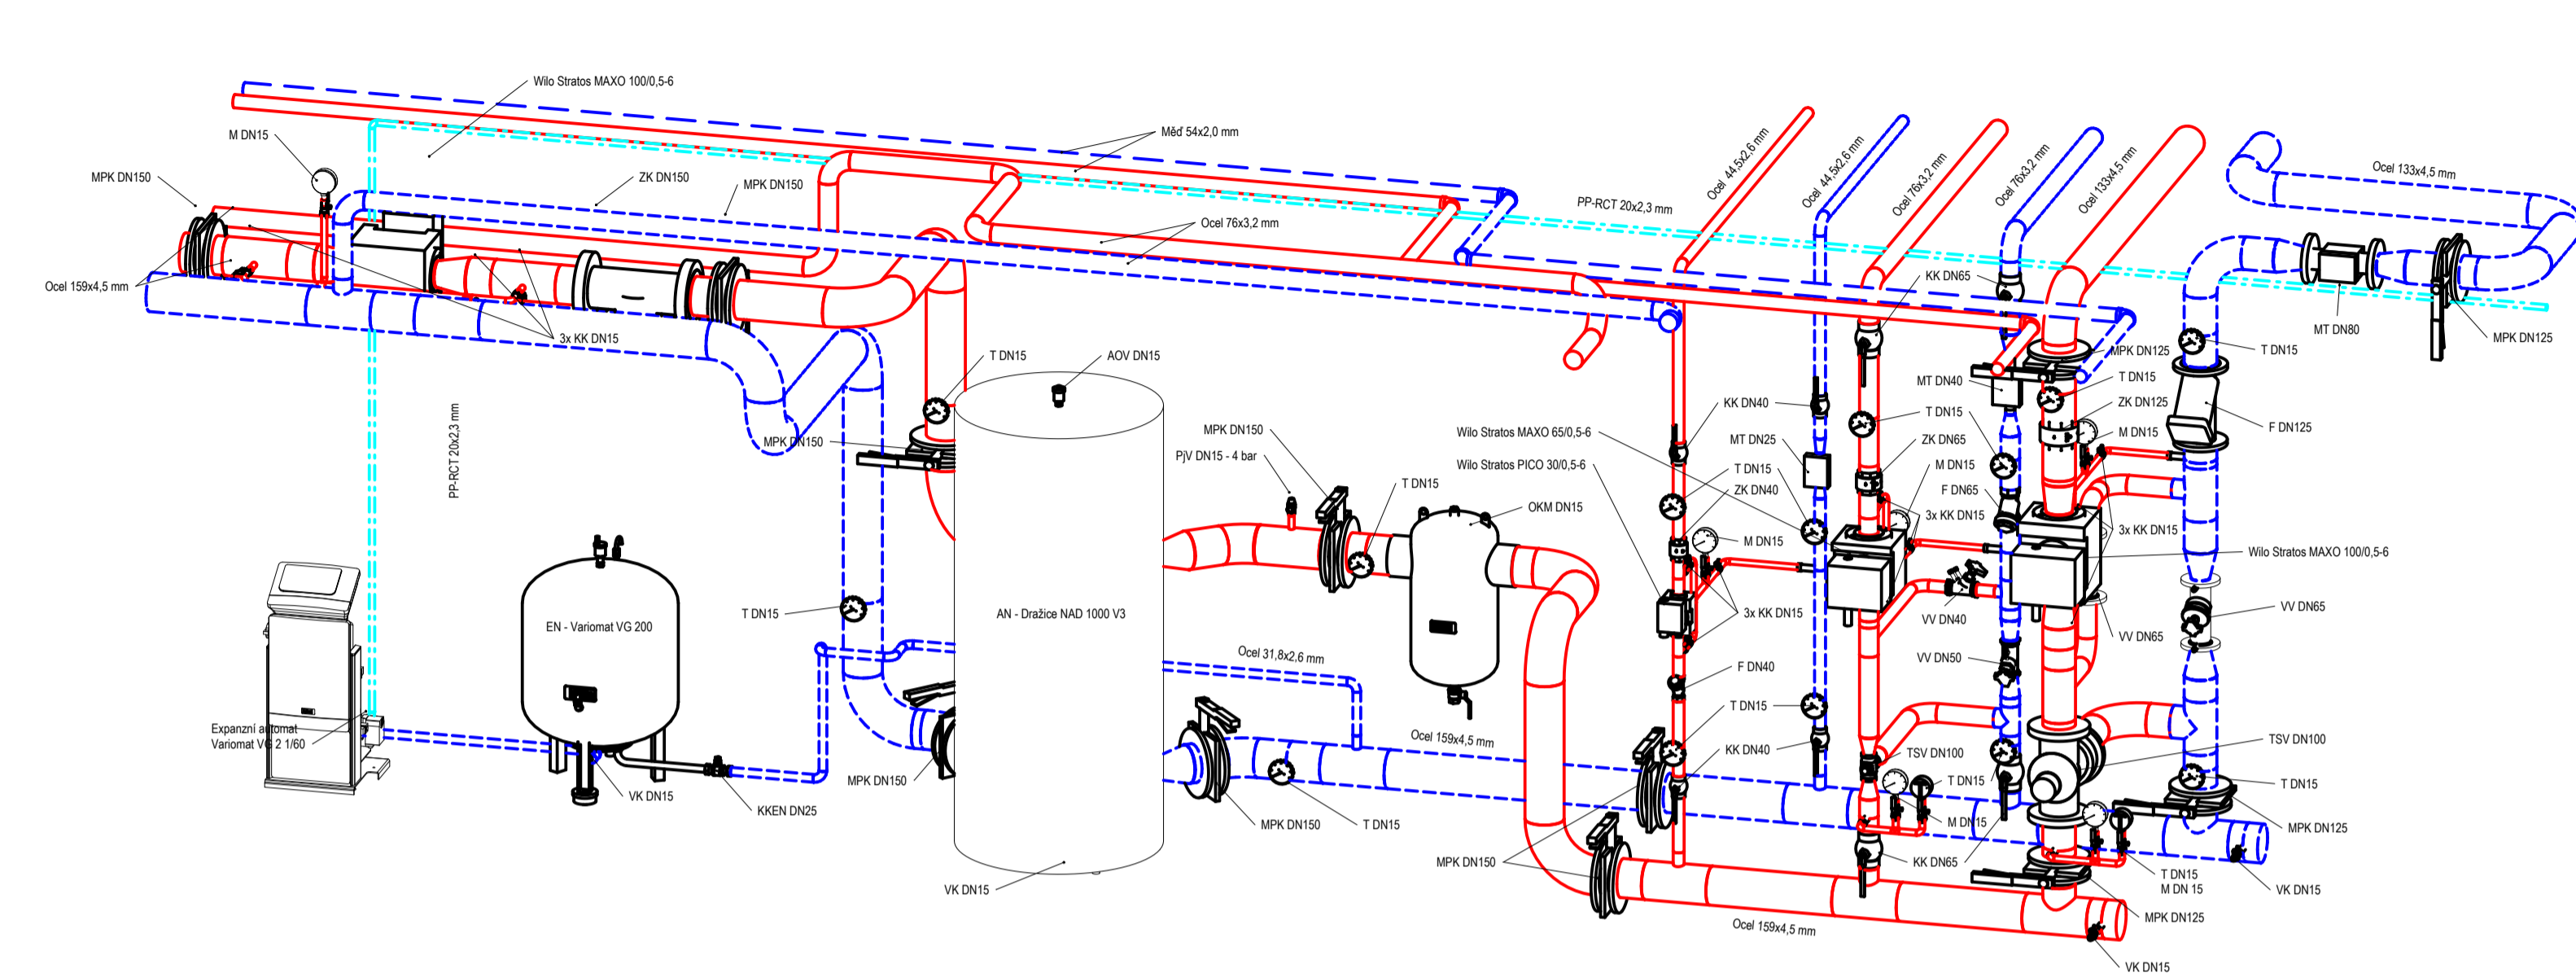 Wilo Stratos MAXO 100/0,5-6
M DN15
MPK DN150
ZK DN150
MPK DN150
Měď 54x2,0 mm
Ocel 76x3,2 mm
Ocel 159x4,5 mm
3x KK DN15
PP-RCT 20x2,3 mm
PP-RCT 20x2,3 mm
Ocel 44,5x2,6 mm
Ocel 44,5x2,6 mm
Ocel 76x3,2 mm
Ocel 76x3,2 mm
Ocel 133x4,5 mm
Ocel 133x4,5 mm
KK DN65
MT DN80
MPK DN125
T DN15
MPK DN125
T DN15
MT DN40
ZK DN125
T DN15
M DN15
F DN125
T DN15
AOV DN15
MPK DN150
MPK DN150
PjV DN15 - 4 bar
T DN15
OKM DN15
KK DN40
MT DN25
Wilo Stratos MAXO 65/0,5-6
Wilo Stratos PICO 30/0,5-6
T DN15
ZK DN40
ZK DN65
M DN15
F DN65
3x KK DN15
M DN15
3x KK DN15
3x KK DN15
Wilo Stratos MAXO 100/0,5-6
VV DN40
VV DN65
VV DN65
VV DN50
F DN40
T DN15
KK DN40
TSV DN100
T DN15
M DN15
KK DN65
TSV DN100
T DN15
MPK DN125
T DN15
M DN 15
MPK DN125
VK DN15
VK DN15
T DN15
EN - Variomat VG 200
AN - Dražice NAD 1000 V3
Ocel 31,8x2,6 mm
Ocel 159x4,5 mm
Expanzní automat
Variomat VG 2 1/60
VK DN15
KKEN DN25
MPK DN150
VK DN15
MPK DN150
T DN15
MPK DN150
Ocel 159x4,5 mm